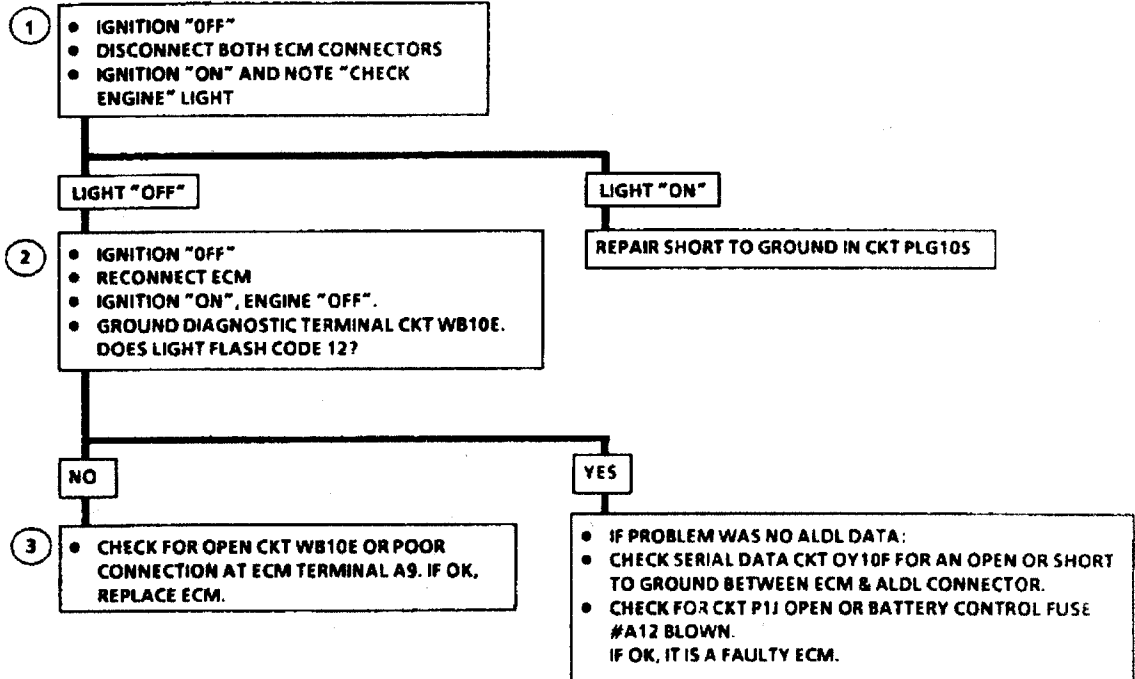 1
• IGNITION "OFF"
• DISCONNECT BOTH ECM CONNECTORS
• IGNITION "ON" AND NOTE "CHECK
ENGINE" LIGHT
LIGHT "OFF"
LIGHT "ON"
REPAIR SHORT TO GROUND IN CKT PLG10S
2
• IGNITION "OFF"
• RECONNECT ECM
• IGNITION "ON", ENGINE "OFF".
• GROUND DIAGNOSTIC TERMINAL CKT WB10E.
DOES LIGHT FLASH CODE 12?
NO
YES
3
• CHECK FOR OPEN CKT WB10E OR POOR
CONNECTION AT ECM TERMINAL A9. IF OK,
REPLACE ECM.
• IF PROBLEM WAS NO ALDL DATA:
• CHECK SERIAL DATA CKT OY10F FOR AN OPEN OR SHORT
TO GROUND BETWEEN ECM & ALDL CONNECTOR.
• CHECK FOR CKT P1J OPEN OR BATTERY CONTROL FUSE
#A12 BLOWN.
IF OK, IT IS A FAULTY ECM.